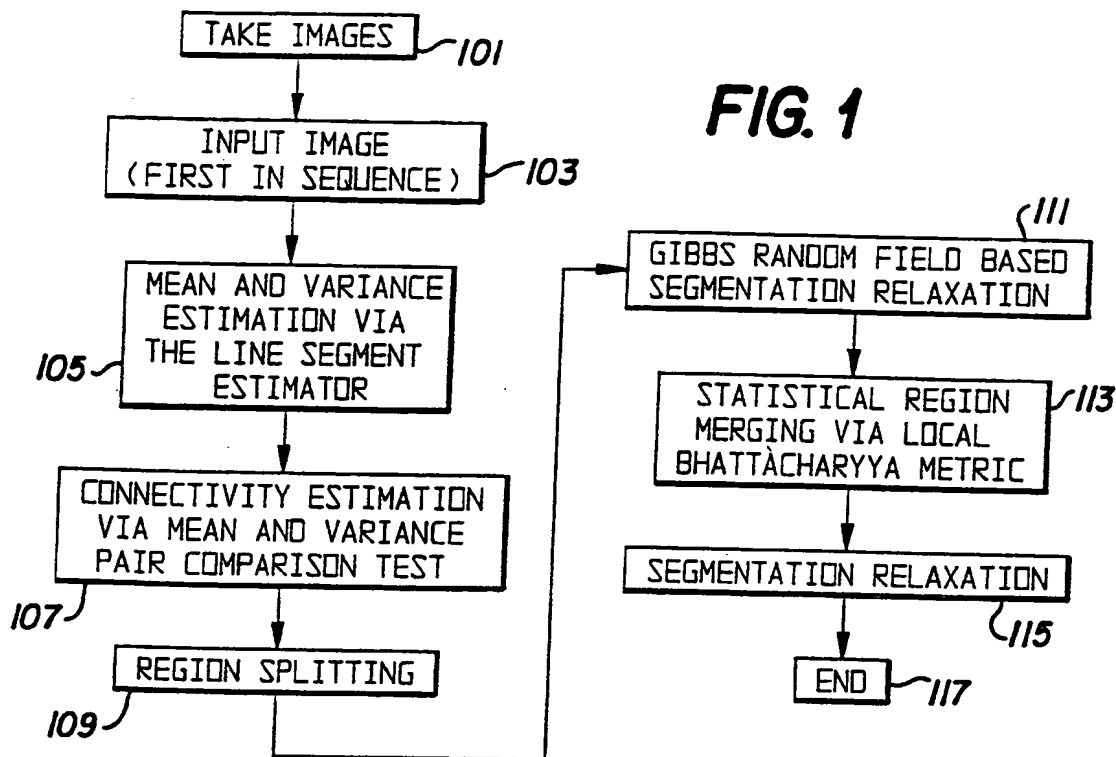 TAKE IMAGES
101
FIG. 1
INPUT IMAGE
(FIRST IN SEQUENCE)
103
MEAN AND VARIANCE
ESTIMATION VIA
THE LINE SEGMENT
ESTIMATOR
105
CONNECTIVITY ESTIMATION
VIA MEAN AND VARIANCE
PAIR COMPARISON TEST
107
REGION SPLITTING
109
111
GIBBS RANDOM FIELD BASED
SEGMENTATION RELAXATION
STATISTICAL REGION
MERGING VIA LOCAL
BHATTÀCHARYYA METRIC
113
SEGMENTATION RELAXATION
115
END
117